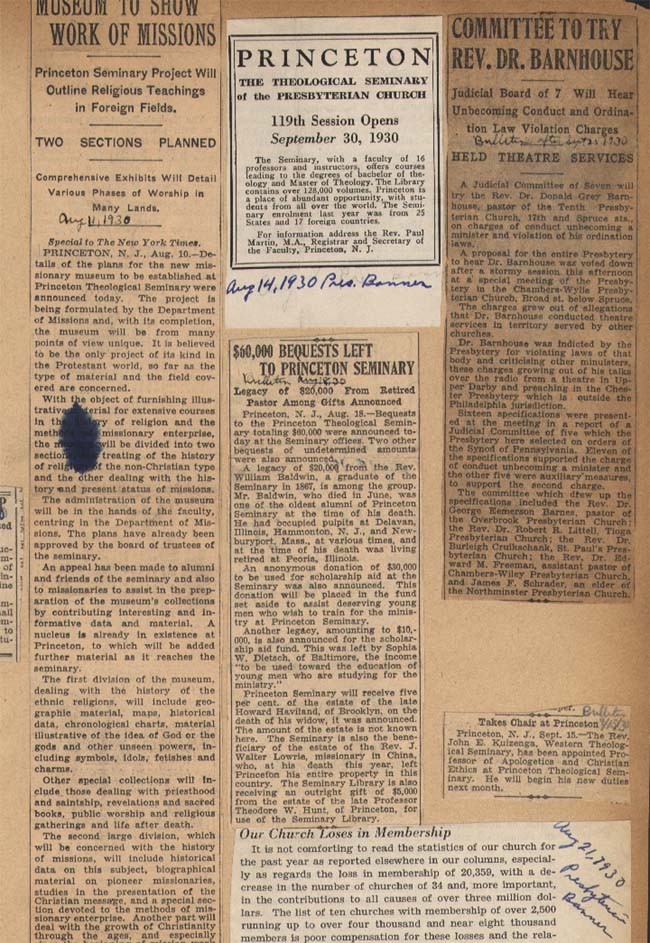 MUSEUM TO SHOW
WORK OF MISSIONS
Princeton Seminary Project Will
Outline Religious Teachings
in Foreign Fields.
TWO SECTIONS PLANNED
Comprehensive Exhibits Will Detail
Various Phases of Worship in
Many Lands.
Aug 11, 1930
Special to The New York Times.
PRINCETON, N. J., Aug. 10.—De-
tails of the plans for the new mis-
sionary museum to be established at
Princeton Theological Seminary were
announced today. The project is
being formulated by the Department
of Missions and, with its completion,
the museum will be from many
points of view unique. It is believed
to be the only project of its kind in
the Protestant world, so far as the
type of material and the field cov-
ered are concerned.
With the object of furnishing illus-
trative material for extensive courses
in the of religion and the
missionary enterprise,
the will be divided into two
treating of the history
of the non-Christian type
and the other dealing with the his-
tory and present status of missions.
The administration of the museum
will be in the hands of the faculty,
centring in the Department of Mis-
sions. The plans have already been
approved by the board of trustees of
the seminary.
An appeal has been made to alumni
and friends of the seminary and also
to missionaries to assist in the prep-
aration of the museum's collections
by contributing interesting and in-
formative data and material. A
nucleus is already in existence at
Princeton, to which will be added
further material as it reaches the
seminary.
The first division of the museum,
dealing with the history of the
ethnic religions, will include geo-
graphic material, maps, historical
data, chronological charts, material
illustrative of the idea of God or the
gods and other unseen powers, in-
cluding symbols, idols, fetishes and
charms.
Other special collections will in-
clude those dealing with priesthood
and saintship, revelations and sacred
books, public worship and religious
gatherings and life after death.
The second large division, which
will be concerned with the history
of missions, will include historical
data on this subject, biographical
material on pioneer missionaries,
studies in the presentation of the
Christian message, and a special sec-
tion devoted to the methods of mis-
sionary enterprise. Another part will
deal with the growth of Christianity
through the ages, and especially
PRINCETON
THE THEOLOGICAL SEMINARY
of the PRESBYTERIAN CHURCH
119th Session Opens
September 30, 1930
The Seminary, with a faculty of 16
professors and instructors, offers courses
leading to the degrees of bachelor of the-
ology and Master of Theology. The Library
contains over 128,000 volumes. Princeton is
a place of abundant opportunity, with stu-
dents from all over the world. The Semi-
nary enrolment last year was from 25
States and 17 foreign countries.
For information address the Rev. Paul
Martin, M.A., Registrar and Secretary of
the Faculty, Princeton, N. J.
Aug 14, 1930 Pres. Banner
$60,000 BEQUESTS LEFT
TO PRINCETON SEMINARY
Legacy of $20,000 From Retired
Pastor Among Gifts Announced
Princeton, N. J., Aug. 18.—Bequests
to the Princeton Theological Semin-
ary totaling $60,000 were announced to-
day at the Seminary offices. Two other
bequests of undetermined amounts
were also announced.
A legacy of $20,000 from the Rev.
William Baldwin, a graduate of the
Seminary in 1867, is among the group.
Mr. Baldwin, who died in June, was
one of the oldest alumni of Princeton
Seminary at the time of his death.
He had occupied pulpits at Delavan,
Illinois, Hammonton, N. J., and New-
buryport, Mass., at various times and
at the time of his death was living
retired at Peoria, Illinois.
An anonymous donation of $30,000
to be used for scholarship aid at the
Seminary was also announced. This
donation will be placed in the fund
set aside to assist deserving young
men who wish to train for the minis-
try at Princeton Seminary.
Another legacy, amounting to $10,-
000, is also announced for the scholar-
ship aid fund. This was left by Sophia
W. Dietsch, of Baltimore, the income
"to be used toward the education of
young men who are studying for the
ministry."
Princeton Seminary will receive five
per cent. of the estate of the late
Howard Haviland, of Brooklyn, on the
death of his widow, it was announced.
The amount of the estate is not known
here. The Seminary is also the bene-
ficiary of the estate of the Rev. J.
Walter Lowrie, missionary in China,
who, at his death this year, left
Princeton his entire property in this
country. The Seminary Library is also
receiving an outright gift of $5,000
from the estate of the late Professor
Theodore W. Hunt, of Princeton, for
use of the Seminary Library.
Our Church Loses in Membership
It is not comforting to read the statistics of our church for
the past year as reported elsewhere in our columns, especial-
ly as regards the loss in membership of 20,359, with a de-
crease in the number of churches of 34 and, more important,
in the contributions to all causes of over three million dol-
lars. The list of ten churches with membership of over 2,500
running up to over four thousand and near eight thousand
members is poor compensation for these losses and the rela-
Aug 21, 1930
Presbyterian
Banner
COMMITTEE TO TRY
REV. DR. BARNHOUSE
Judicial Board of 7 Will Hear
Unbecoming Conduct and Ordina-
tion Law Violation Charges
HELD THEATRE SERVICES
A Judicial Committee of Seven will
try the Rev. Dr. Donald Grey Barn-
house, pastor of the Tenth Presby-
terian Church, 17th and Spruce sts.,
on charges of conduct unbecoming a
minister and violation of his ordination
laws.
A proposal for the entire Presbytery
to hear Dr. Barnhouse was voted down
after a stormy session this afternoon
at a special meeting of the Presby-
tery in the Chambers-Wylie Presby-
terian Church, Broad st. below Spruce.
The charges grew out of allegations
that Dr. Barnhouse conducted theatre
services in territory served by other
churches.
Dr. Barnhouse was indicted by the
Presbytery for violating laws of that
body and criticising other ministers,
these charges growing out of his talks
over the radio from a theatre in Up-
per Darby and preaching in the Ches-
ter Presbytery which is outside the
Philadelphia jurisdiction.
Sixteen specifications were present-
ed at the meeting in a report of a
Judicial Committee of five which the
Presbytery here selected on orders of
the Synod of Pennsylvania. Eleven of
the specifications supported the charge
of conduct unbecoming a minister and
the other five were auxiliary measures,
to support the second charge.
The committee which drew up the
specifications included the Rev. Dr.
George Emerson Barnes, pastor of
the Overbrook Presbyterian Church;
the Rev. Dr. Robert R. Littell, Tioga
Presbyterian Church; the Rev. Dr.
Burleigh Cruikschank, St. Paul's Pres-
byterian Church; the Rev. Dr. Ed-
ward M. Freeman, assistant pastor of
Chambers-Wiley Presbyterian Church,
and James F. Schrader, an elder of
the Northminster Presbyterian Church.
Bulletin
Takes Chair at Princeton
Princeton, N. J., Sept. 15.—The Rev.
John E. Kuizenga, Western Theolog-
ical Seminary, has been appointed Pro-
fessor of Apologetics and Christian
Ethics at Princeton Theological Sem-
inary. He will begin his new duties
next month.